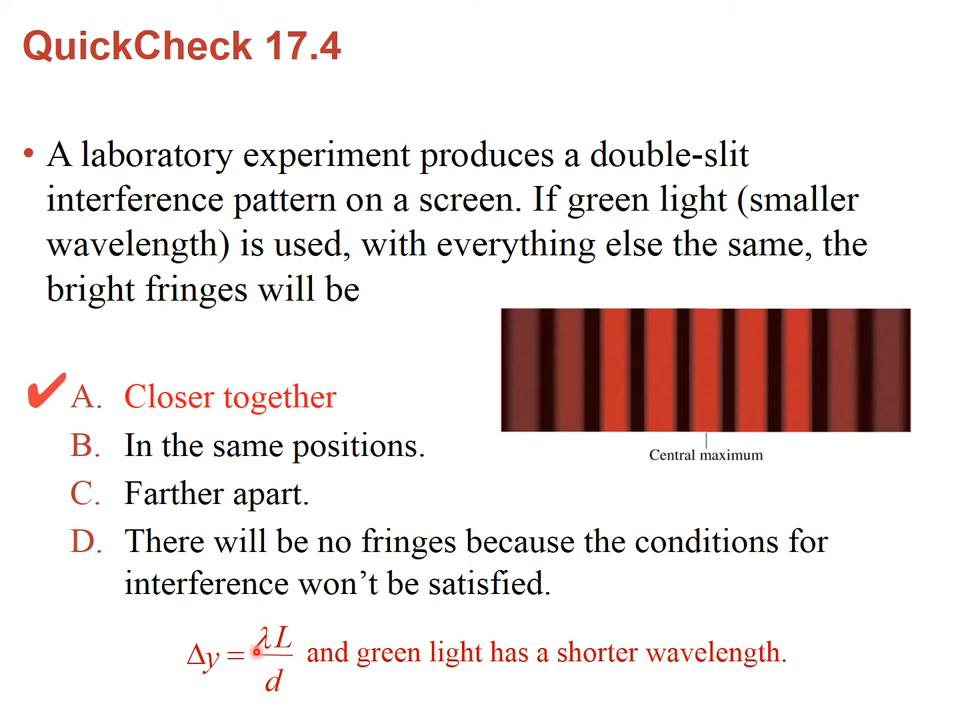 QuickCheck 17.4
• A laboratory experiment produces a double-slit
interference pattern on a screen. If green light (smaller
wavelength) is used, with everything else the same, the
bright fringes will be
✔ A. Closer together
B. In the same positions.
C. Farther apart.
D. There will be no fringes because the conditions for
interference won’t be satisfied.
Central maximum
Δy = λL/d and green light has a shorter wavelength.